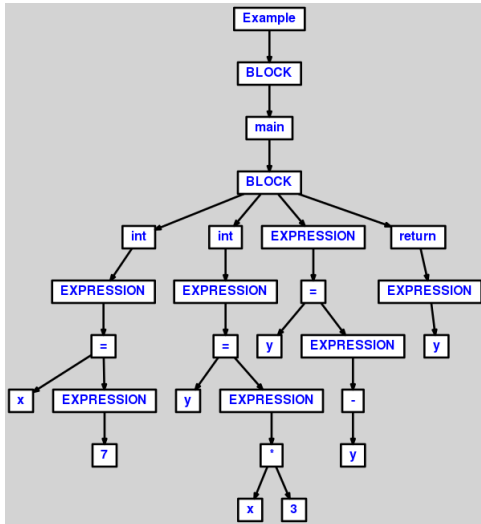 Example
BLOCK
main
BLOCK
int int EXPRESSION return
EXPRESSION EXPRESSION = EXPRESSION
= = y EXPRESSION y
x EXPRESSION y EXPRESSION -
7 * y
x 3